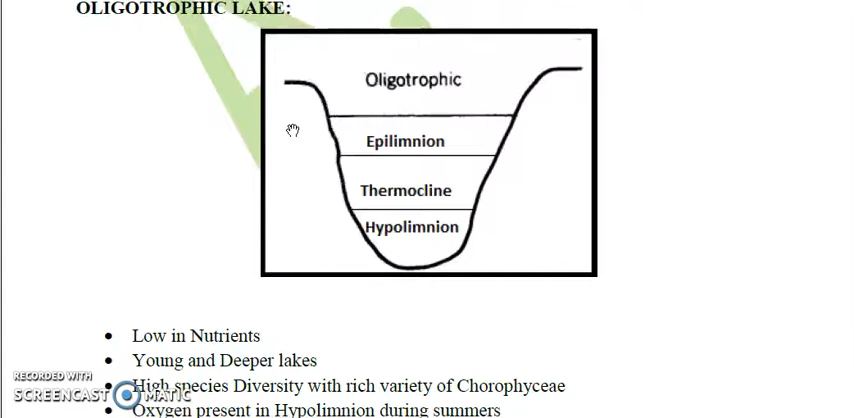 OLIGOTROPHIC LAKE:
Oligotrophic
Epilimnion
Thermocline
Hypolimnion
• Low in Nutrients
• Young and Deeper lakes
• High species Diversity with rich variety of Chorophyceae
• Oxygen present in Hypolimnion during summers
RECORDED WITH
SCREENCAST MATIC